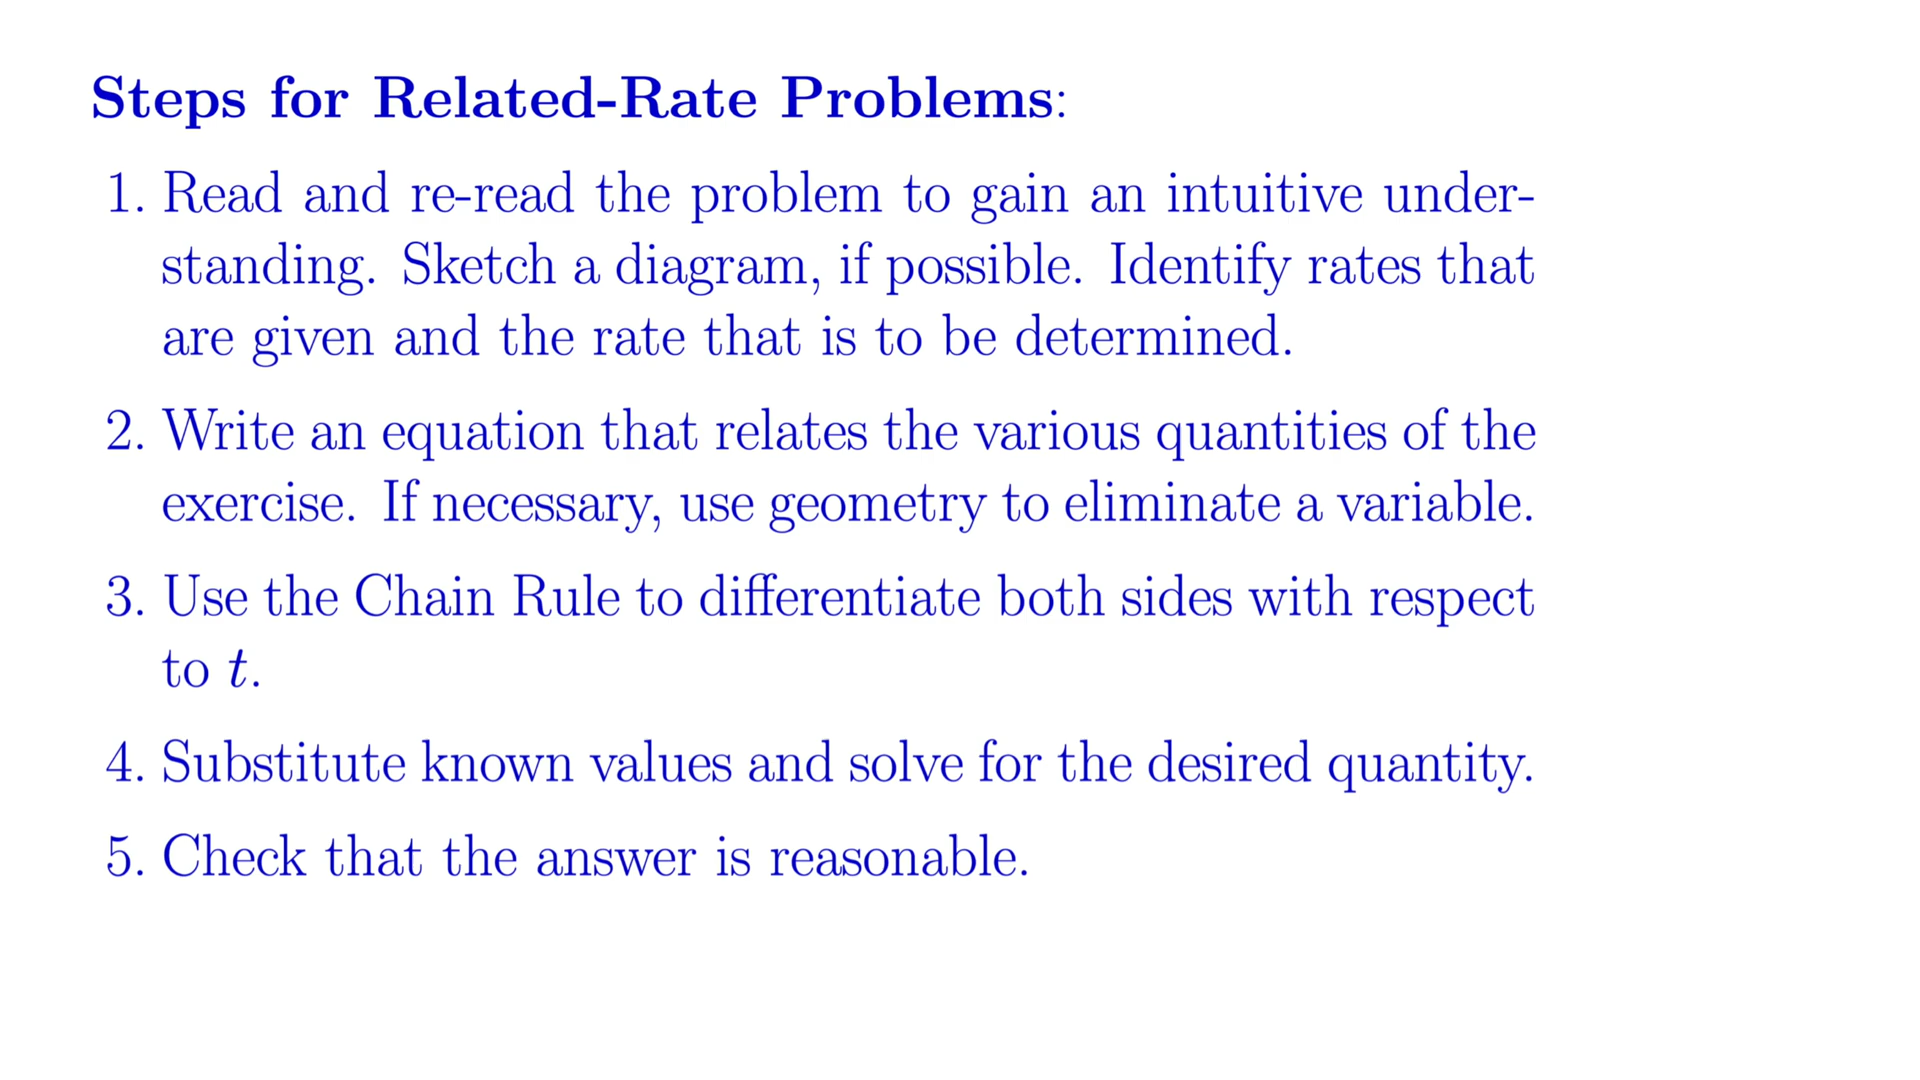 Steps for Related-Rate Problems:
1. Read and re-read the problem to gain an intuitive under-
standing. Sketch a diagram, if possible. Identify rates that
are given and the rate that is to be determined.
2. Write an equation that relates the various quantities of the
exercise. If necessary, use geometry to eliminate a variable.
3. Use the Chain Rule to differentiate both sides with respect
to t.
4. Substitute known values and solve for the desired quantity.
5. Check that the answer is reasonable.